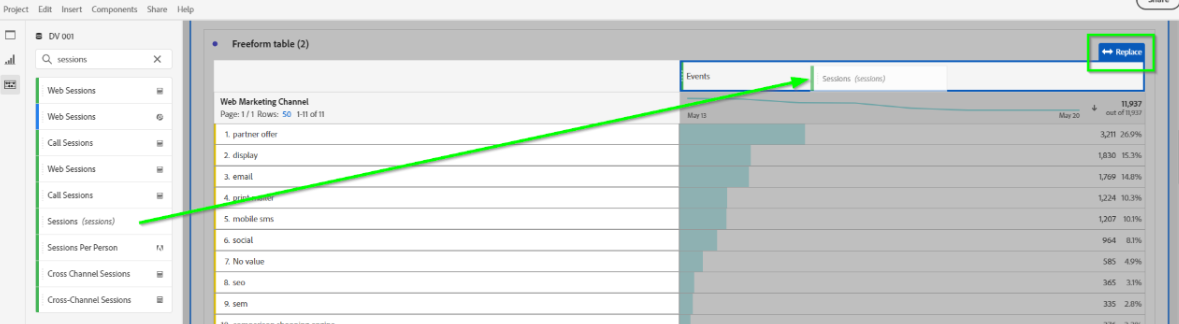 Share
Project Edit Insert Components Share Help
DV 001
sessions
Web Sessions
Web Sessions
Call Sessions
Web Sessions
Call Sessions
Sessions (sessions)
Sessions Per Person
Cross Channel Sessions
Cross-Channel Sessions
Freeform table (2)
Replace
Events
Sessions (sessions)
Web Marketing Channel
Page: 1 / 1 Rows: 50 1-11 of 11
May 13
May 20
11,937
out of 11,937
1. partner offer 3,211 26.9%
2. display 1,830 15.3%
3. email 1,769 14.8%
4. 1,224 10.3%
5. mobile sms 1,207 10.1%
6. social 964 8.1%
7. No value 585 4.9%
8. seo 365 3.1%
9. sem 335 2.8%